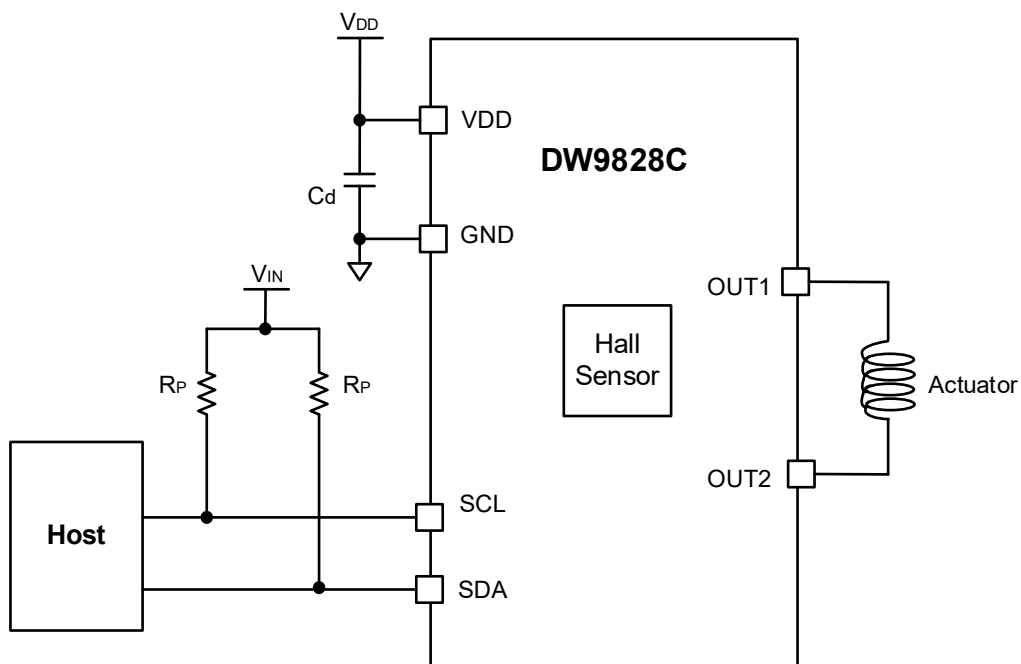 VDD
VDD
DW9828C
Cd
GND
VIN
OUT1
Hall
Sensor
RP
RP
Actuator
OUT2
SCL
Host
SDA